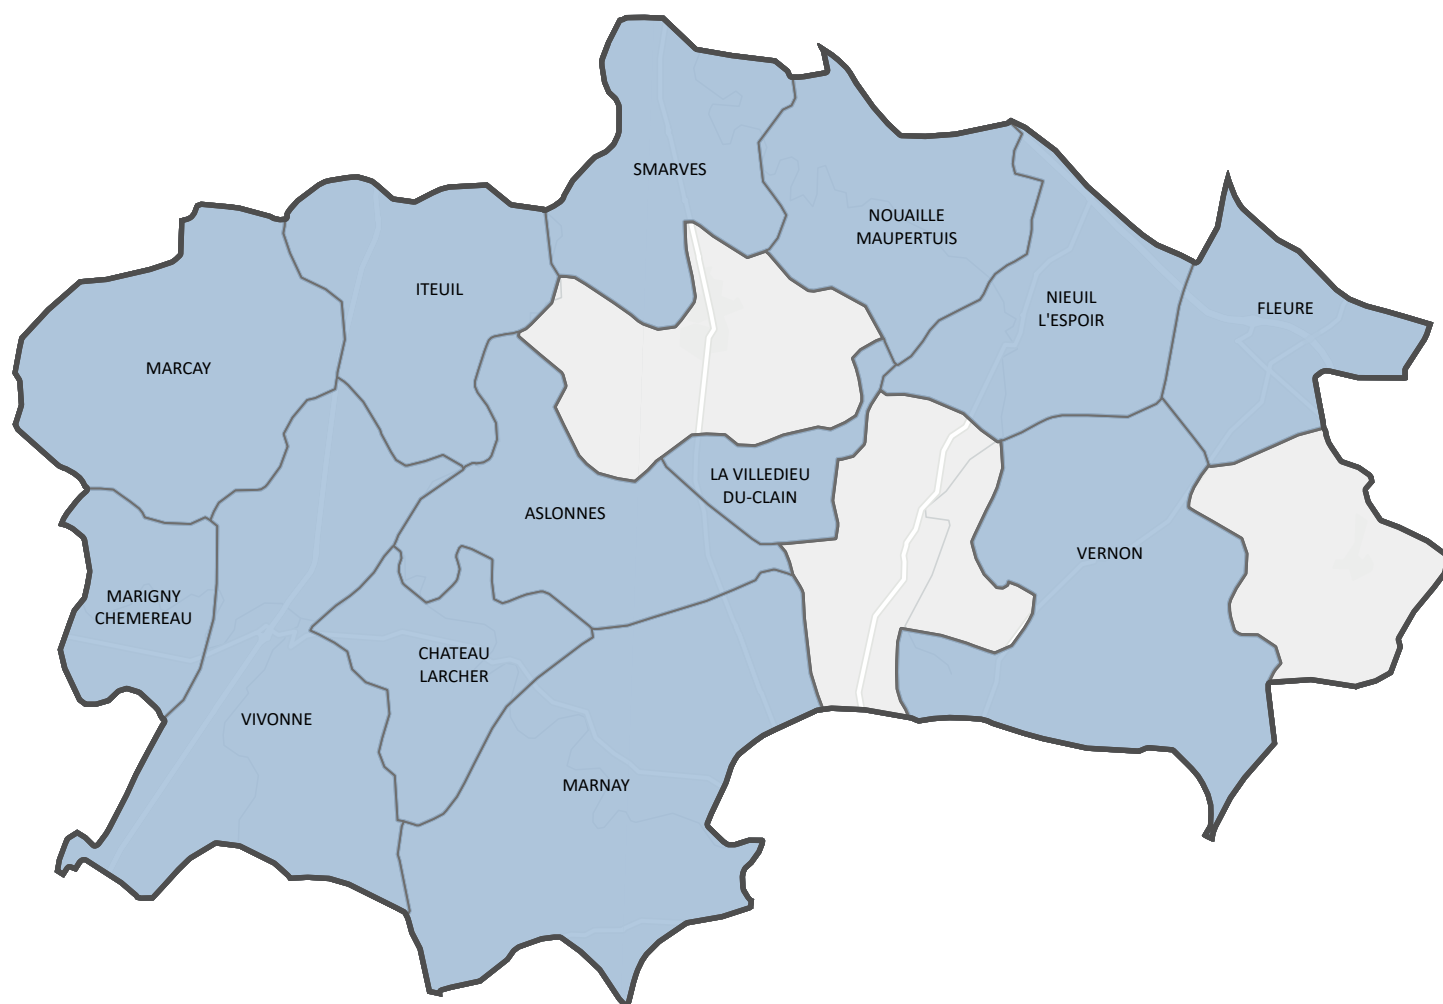 SMARVES
NOUAILLE
MAUPERTUIS
ITEUIL
NIEUIL
L'ESPOIR
FLEURE
MARCAY
LA VILLEDIEU
DU-CLAIN
ASLONNES
VERNON
MARIGNY
CHEMEREAU
CHATEAU
LARCHER
VIVONNE
MARNAY